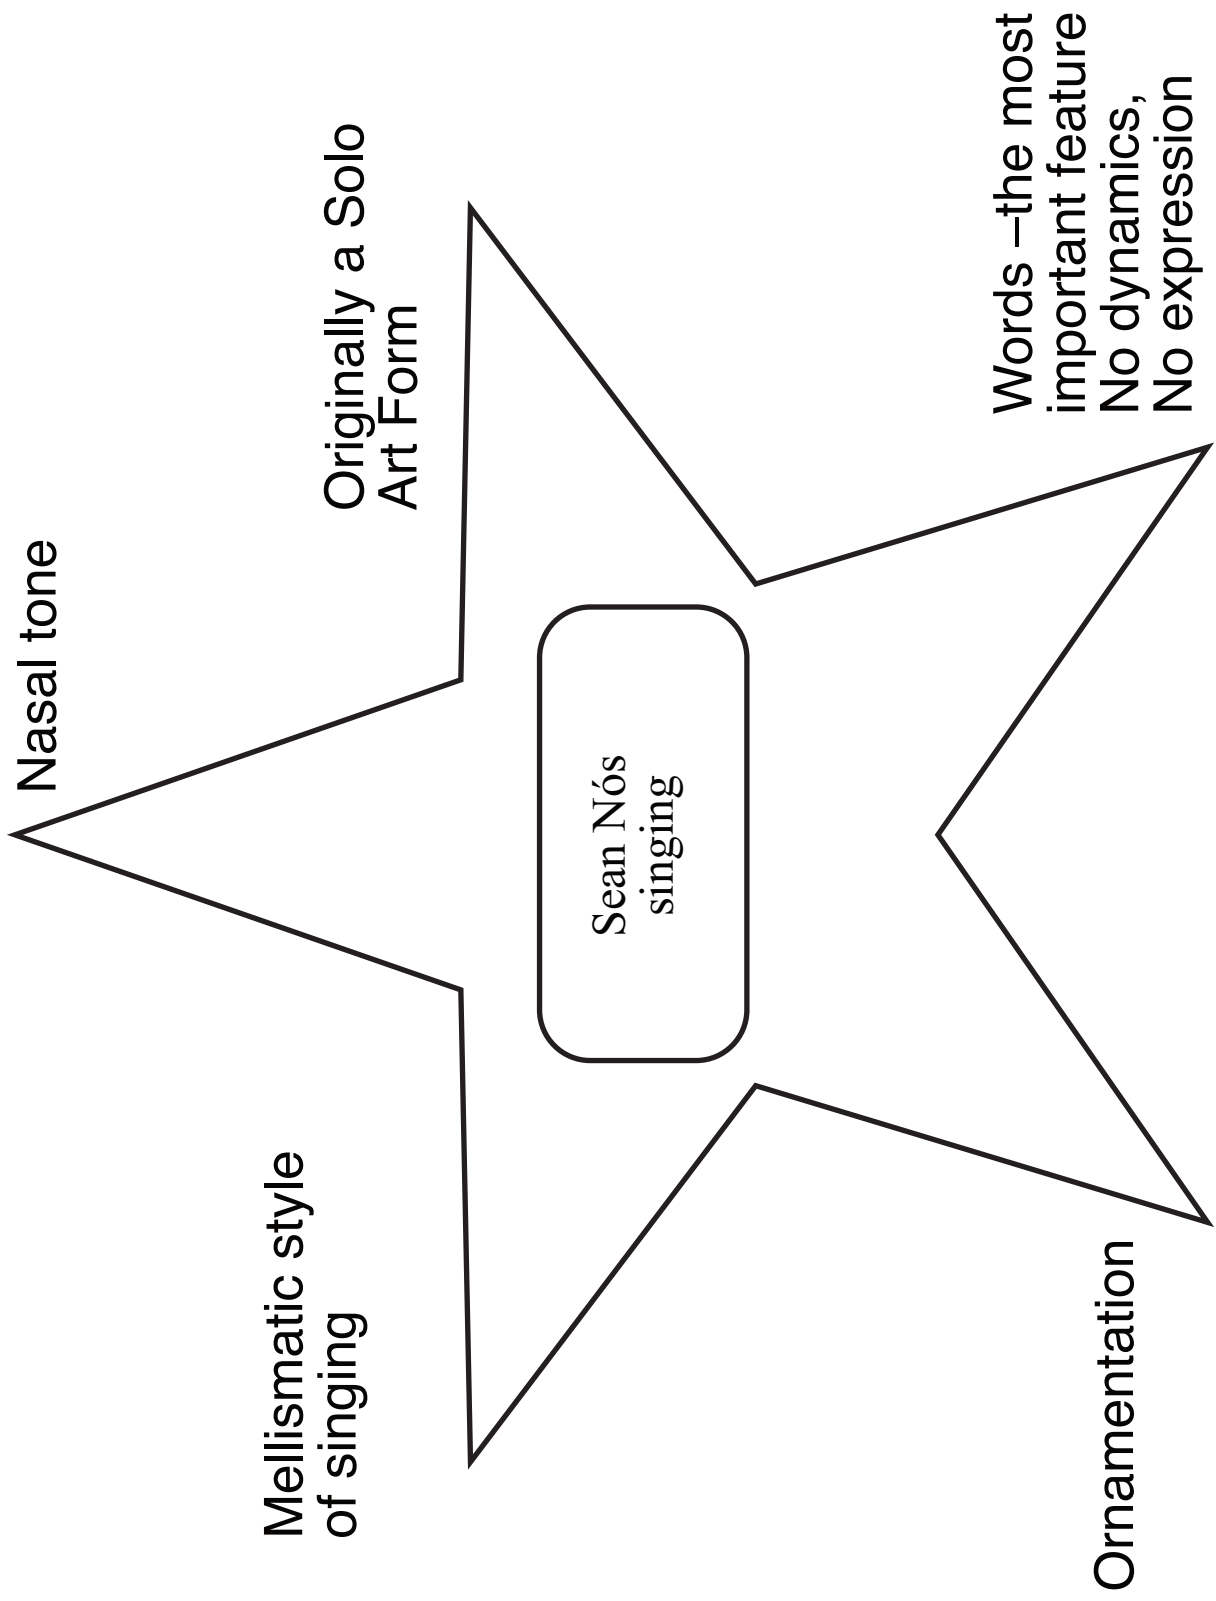 Nasal tone
Originally a Solo
Art Form
Mellismatic style
of singing
Sean Nós
singing
Words –the most
important feature
No dynamics,
No expression
Ornamentation